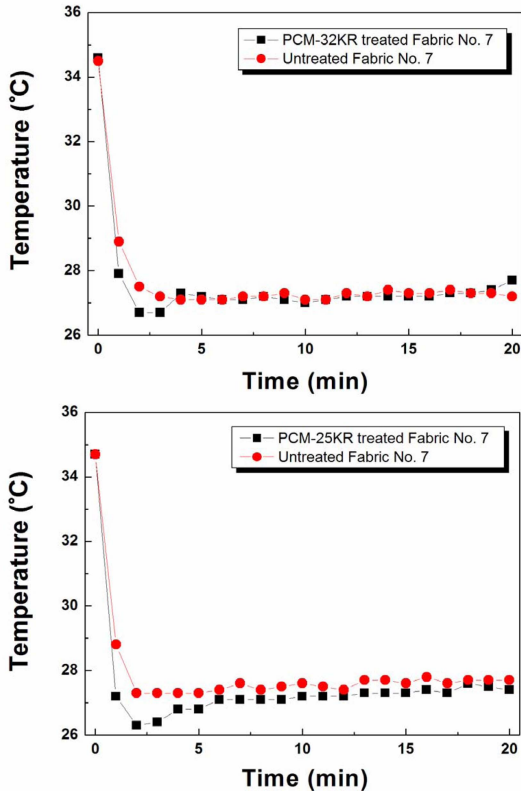 36
34
32
30
28
26
Temperature (°C)
PCM-32KR treated Fabric No. 7
Untreated Fabric No. 7
0 5 10 15 20
Time (min)
36
34
32
30
28
26
Temperature (°C)
PCM-25KR treated Fabric No. 7
Untreated Fabric No. 7
0 5 10 15 20
Time (min)